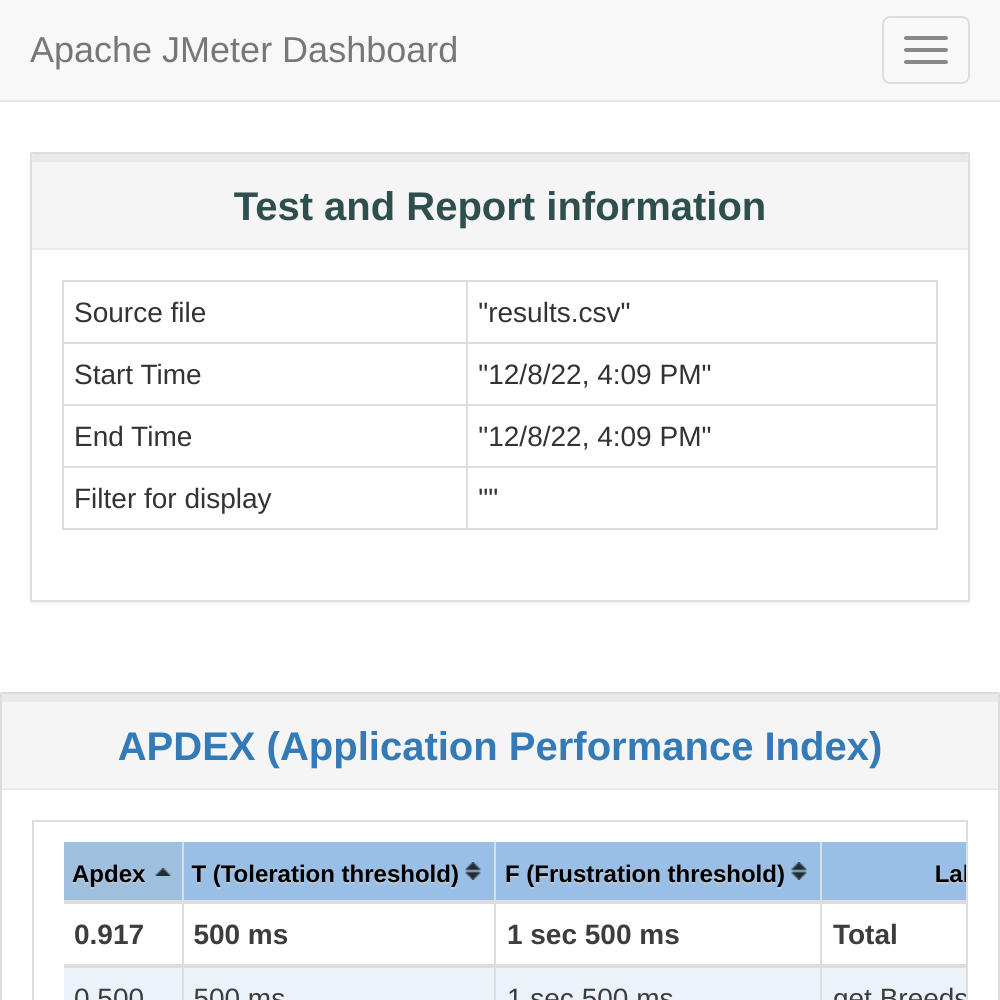 Apache JMeter Dashboard
Test and Report information
Source file "results.csv"
Start Time "12/8/22, 4:09 PM"
End Time "12/8/22, 4:09 PM"
Filter for display ""
APDEX (Application Performance Index)
Apdex T (Toleration threshold) F (Frustration threshold)
0.917 500 ms 1 sec 500 ms Total
0.500 500 ms 1 sec 500 ms get Breeds